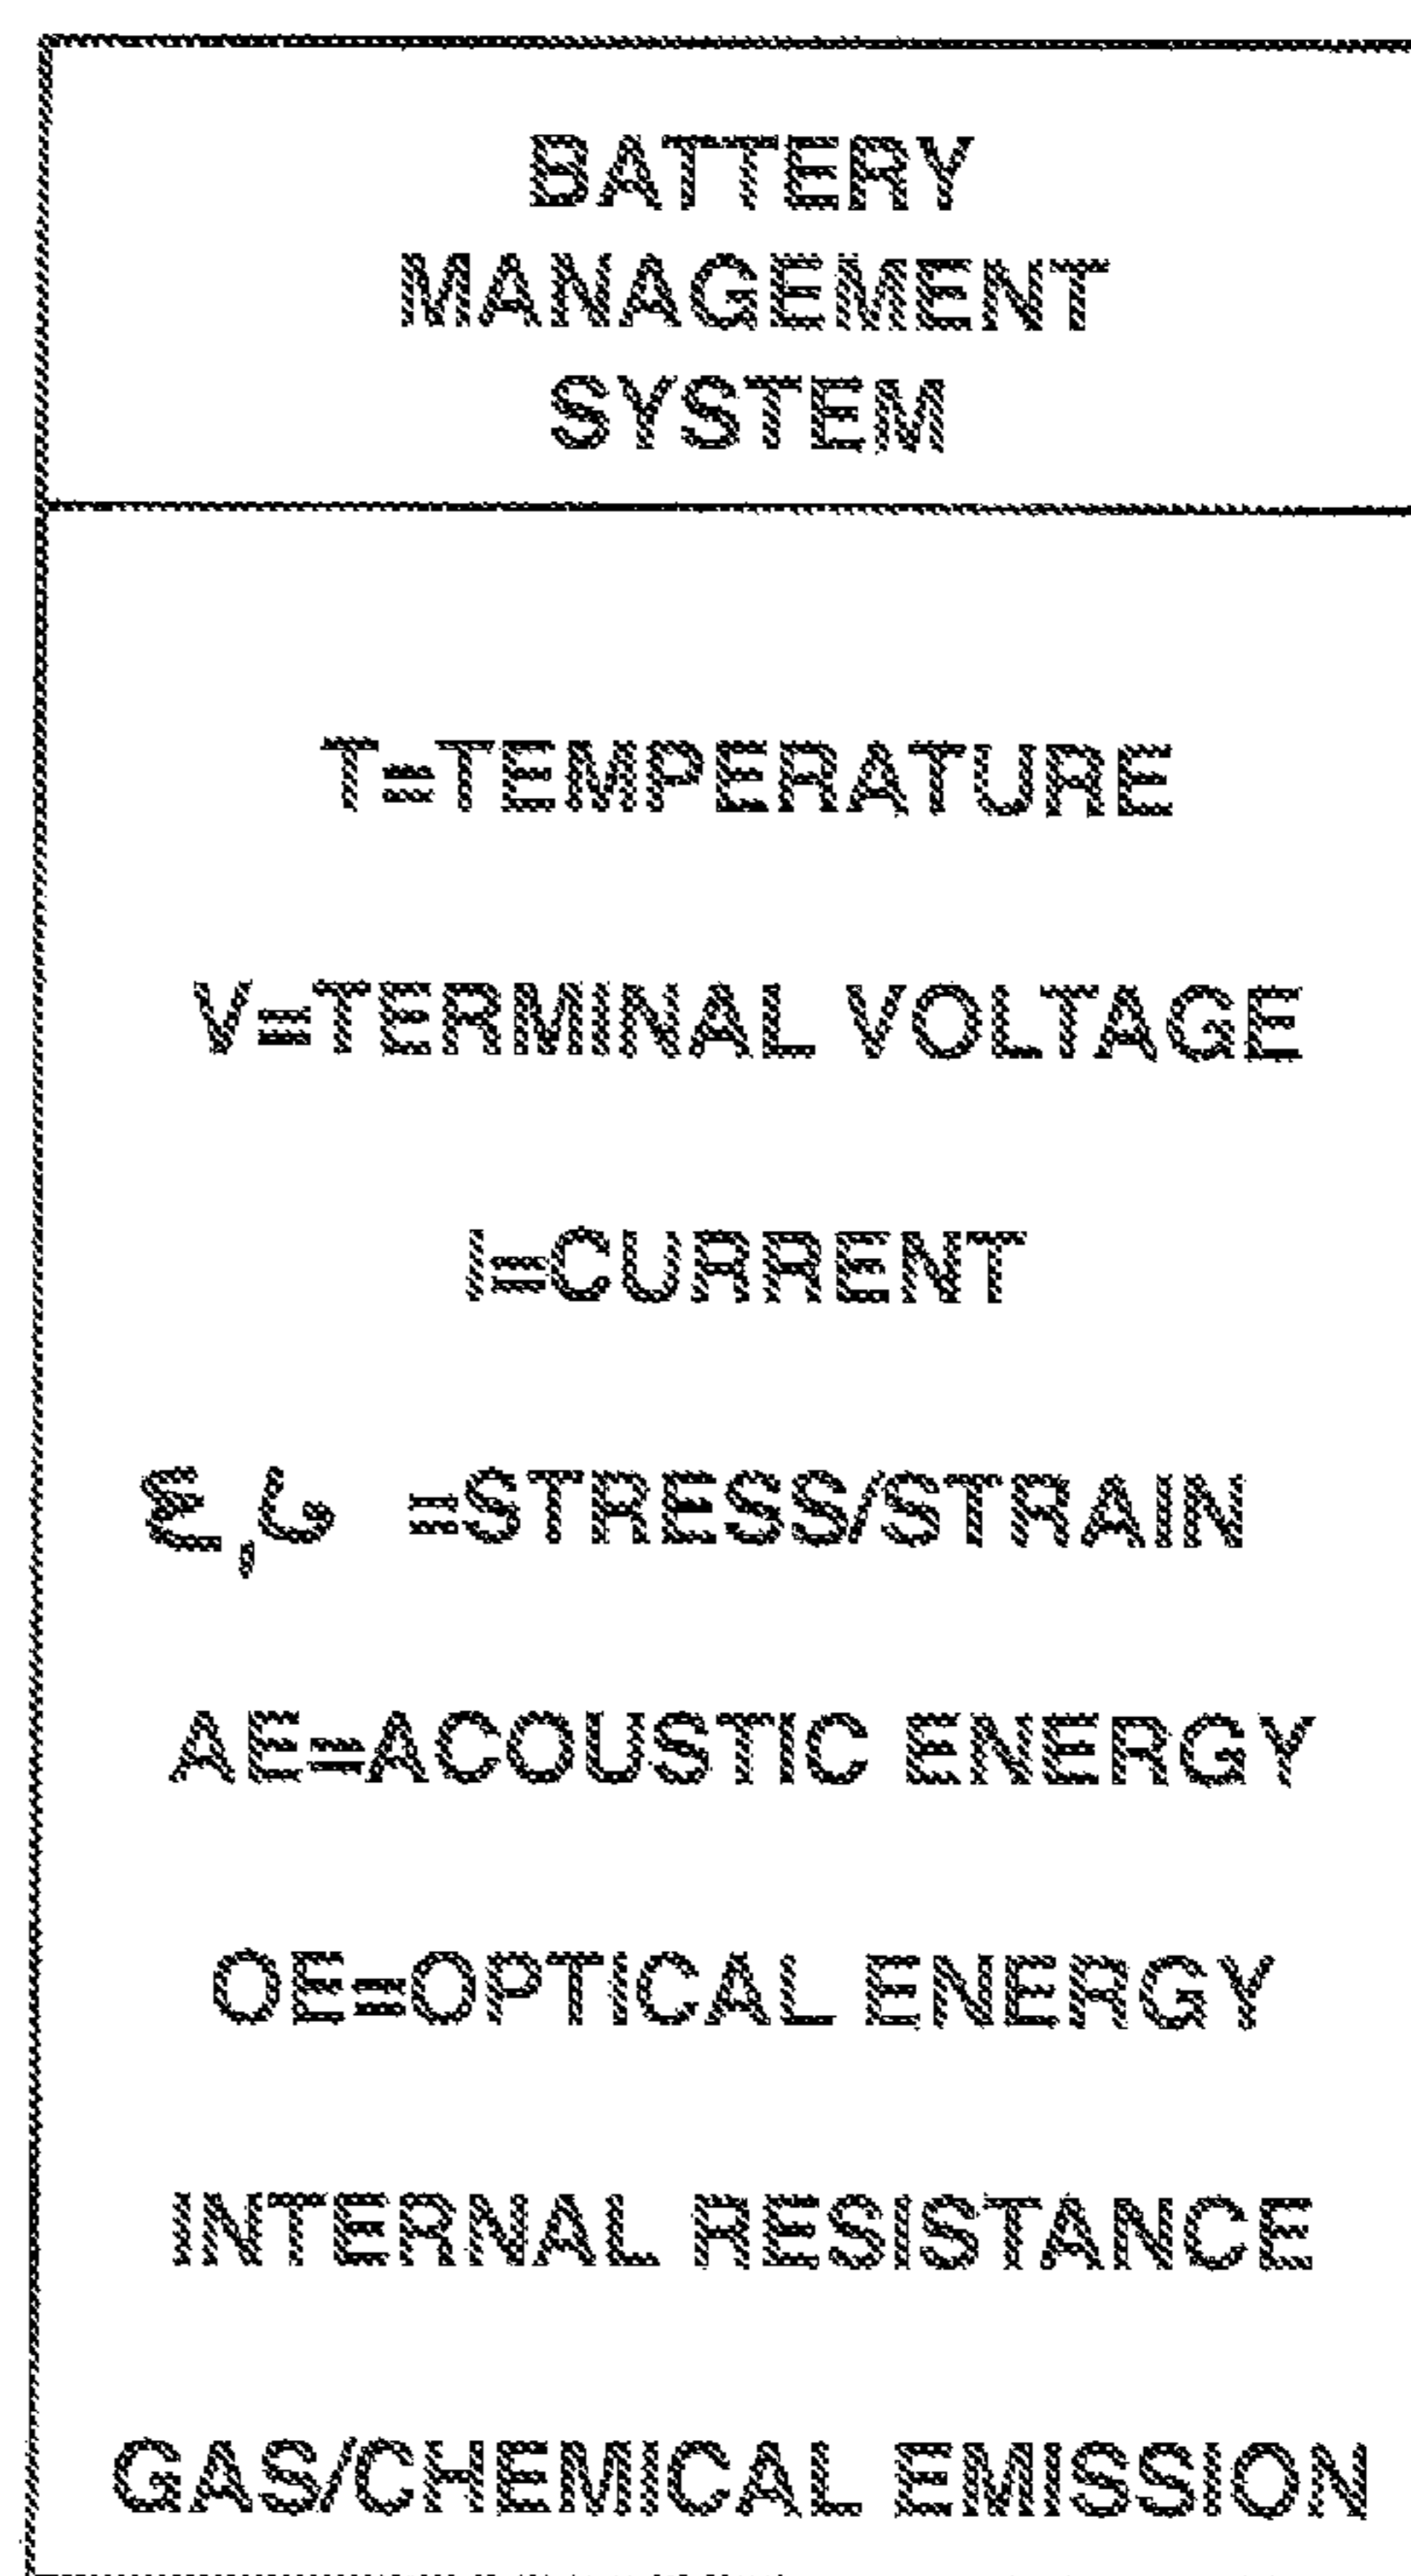 BATTERY
MANAGEMENT
SYSTEM
T=TEMPERATURE
V=TERMINAL VOLTAGE
I=CURRENT
=STRESS/STRAIN
AE=ACOUSTIC ENERGY
OE=OPTICAL ENERGY
INTERNAL RESISTANCE
GAS/CHEMICAL EMISSION